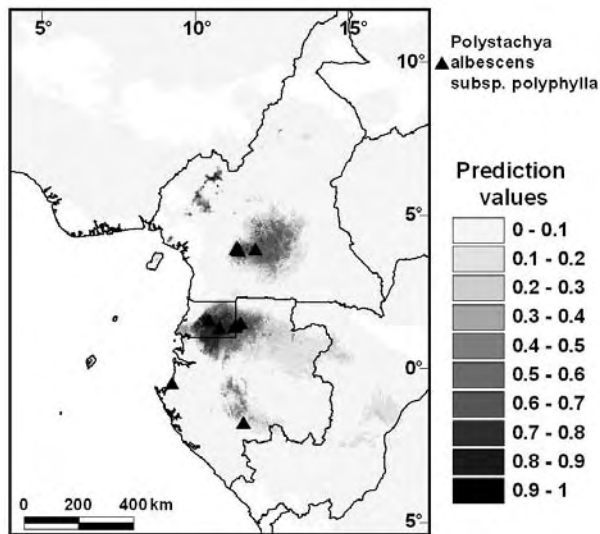 5°
10°
15°
10°
5°
0°
5°
0 200 400 km
Polystachya
albescens
subsp. polyphylla
Prediction
values
0 - 0.1
0.1 - 0.2
0.2 - 0.3
0.3 - 0.4
0.4 - 0.5
0.5 - 0.6
0.6 - 0.7
0.7 - 0.8
0.8 - 0.9
0.9 - 1